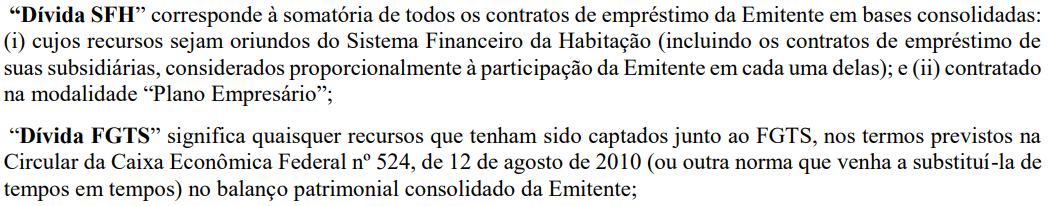 “Dívida SFH” corresponde à somatória de todos os contratos de empréstimo da Emitente em bases consolidadas:
(i) cujos recursos sejam oriundos do Sistema Financeiro da Habitação (incluindo os contratos de empréstimo de
suas subsidiárias, considerados proporcionalmente à participação da Emitente em cada uma delas); e (ii) contratado
na modalidade “Plano Empresário”;
“Dívida FGTS” significa quaisquer recursos que tenham sido captados junto ao FGTS, nos termos previstos na
Circular da Caixa Econômica Federal nº 524, de 12 de agosto de 2010 (ou outra norma que venha a substituí-la de
tempos em tempos) no balanço patrimonial consolidado da Emitente;